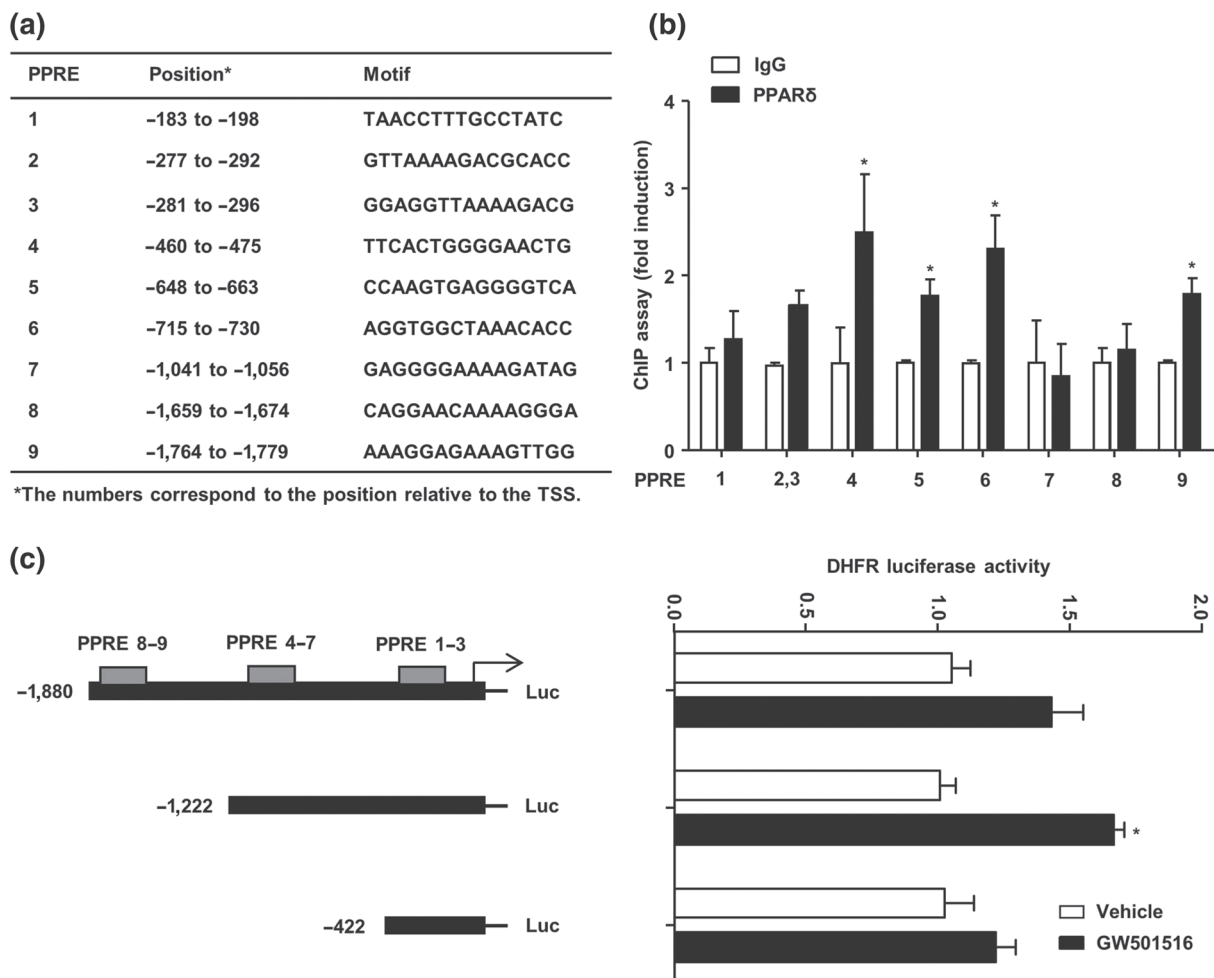 (a)
PPRE Position* Motif
1 –183 to –198 TAACCTTTGCCTATC
2 –277 to –292 GTTAAAAGACGCACC
3 –281 to –296 GGAGGTTAAAAGACG
4 –460 to –475 TTCACTGGGGAACTG
5 –648 to –663 CCAAGTGAGGGGTCA
6 –715 to –730 AGGTGGCTAAACACC
7 –1,041 to –1,056 GAGGGGAAAAGATAG
8 –1,659 to –1,674 CAGGAACAAAAGGGA
9 –1,764 to –1,779 AAAGGAGAAAGTTGG
*The numbers correspond to the position relative to the TSS.
(b)
IgG
PPARδ
ChIP assay (fold induction)
4
3
2
1
0
* * * *
PPRE 1 2,3 4 5 6 7 8 9
(c)
PPRE 8–9 PPRE 4–7 PPRE 1–3
–1,880 Luc
–1,222 Luc
–422 Luc
DHFR luciferase activity
0.0 0.5 1.0 1.5 2.0
*
Vehicle
GW501516